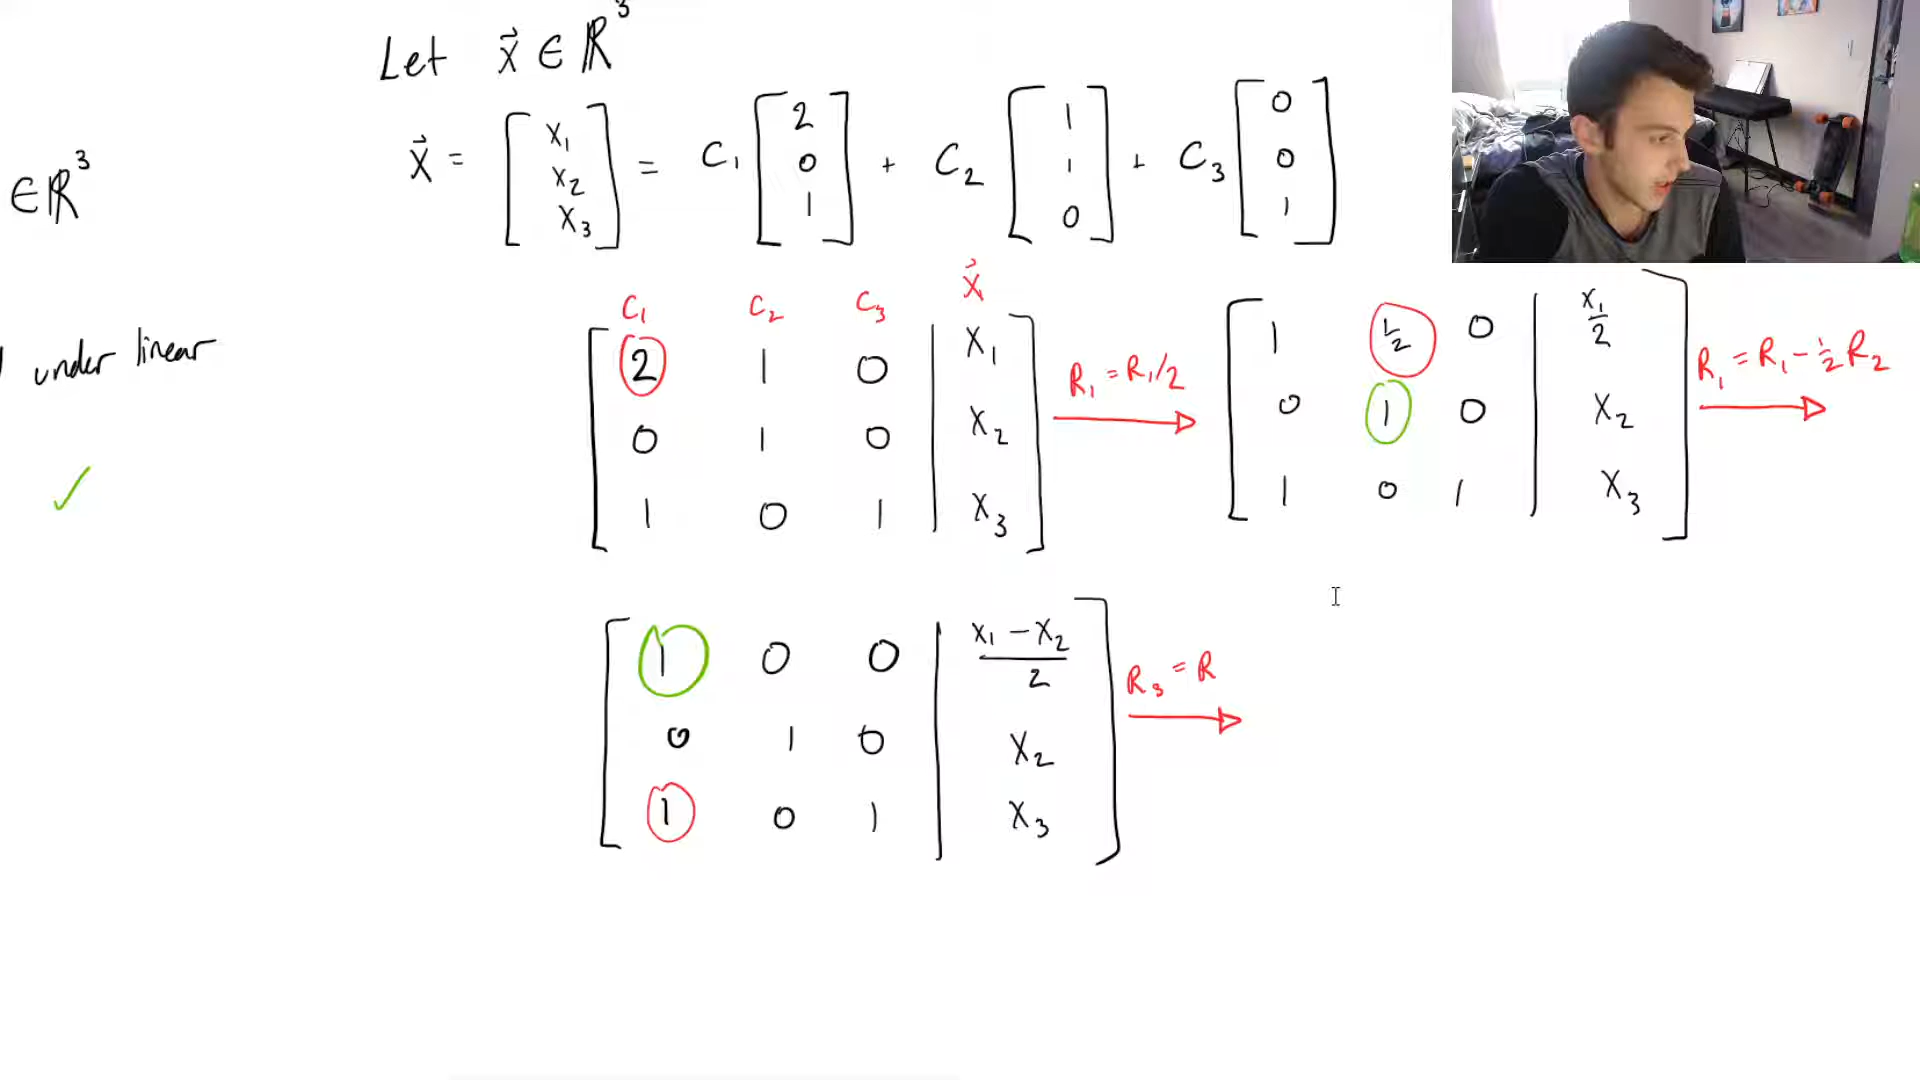 Let x⃗ ∈ ℝ³
x⃗ = [x₁ x₂ x₃] = C₁ [2 0 1] + C₂ [1 1 0] + C₃ [0 0 1]
∈ ℝ³
under linear
✓
C₁ C₂ C₃ x⃗
2 1 0 | x₁
0 1 0 | x₂
1 0 1 | x₃
R₁ = R₁/2
1 ½ 0 | x₁/2
0 1 0 | x₂
1 0 1 | x₃
R₁ = R₁ - ½R₂
1 0 0 | (x₁ - x₂)/2
0 1 0 | x₂
1 0 1 | x₃
R₃ = R